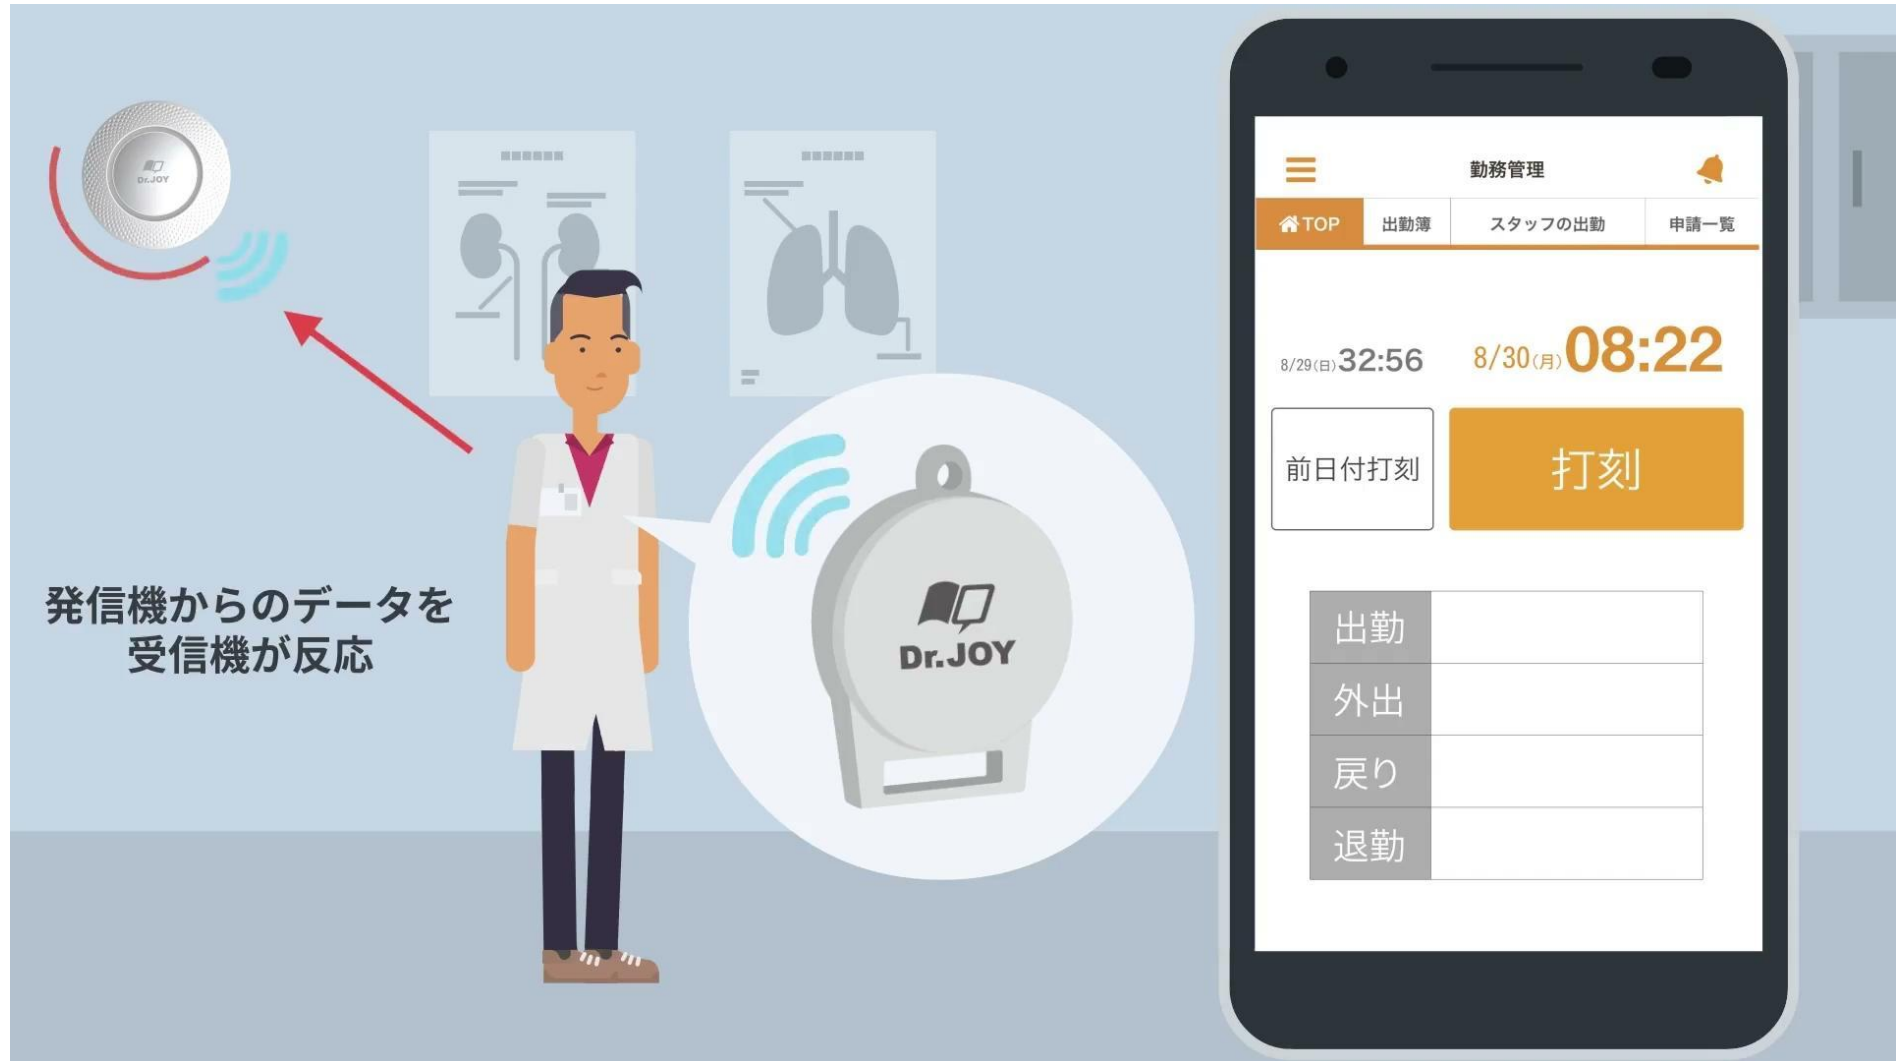 Dr.JOY
発信機からのデータを
受信機が反応
Dr.JOY
勤務管理
TOP 出勤簿 スタッフの出勤 申請一覧
8/29(日)32:56 8/30(月)08:22
前日付打刻 打刻
出勤
外出
戻り
退勤